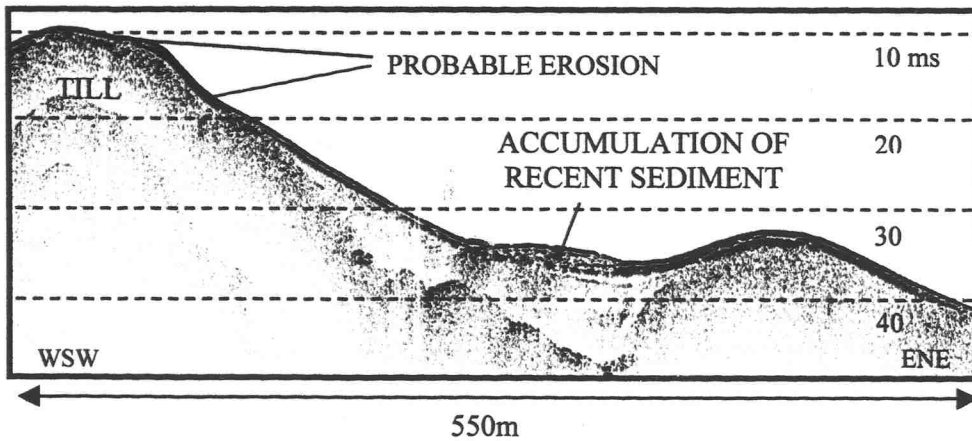 10 ms
PROBABLE EROSION
TILL
ACCUMULATION OF
RECENT SEDIMENT
20
30
40
WSW
ENE
550m